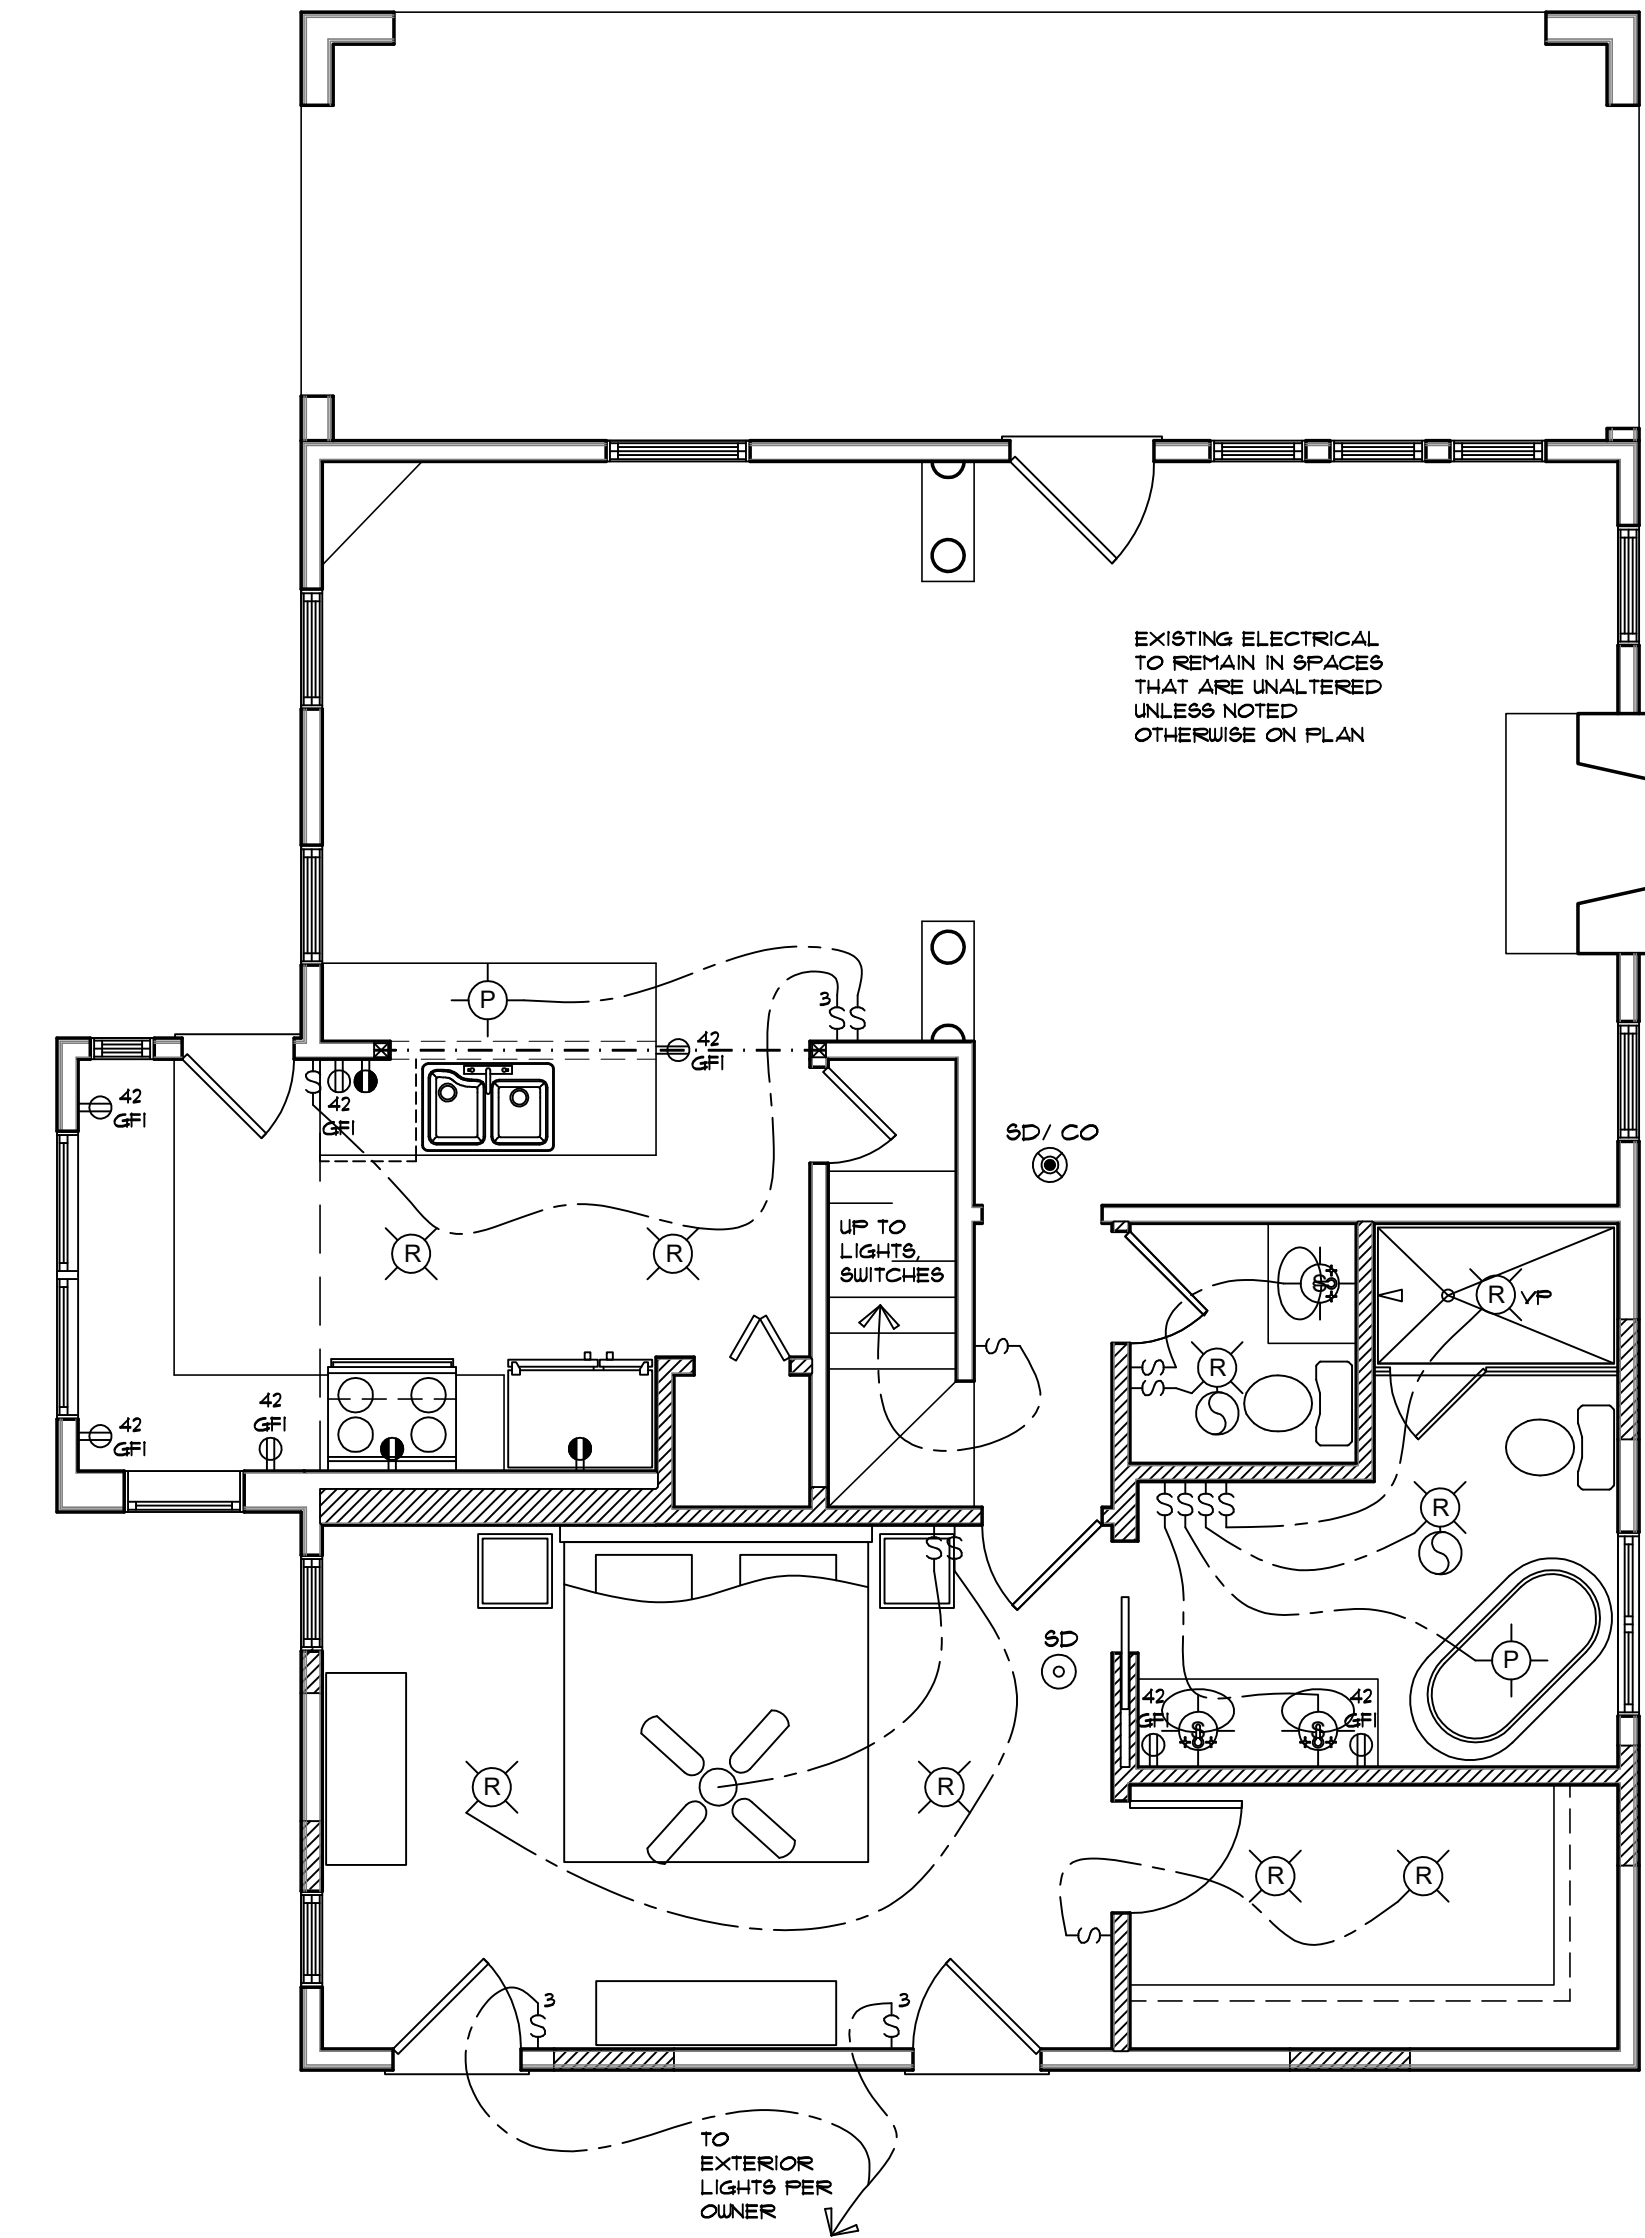 EXISTING ELECTRICAL
TO REMAIN IN SPACES
THAT ARE UNALTERED
UNLESS NOTED
OTHERWISE ON PLAN
P
3
S S
42
GFI
42
GFI
S
42
GFI
SD/ CO
R
R
UP TO
LIGHTS,
SWITCHES
S
R VP
S
S
R
42
GFI
42
GFI
S S S S
R
S S
SD
P
42
GFI
42
GFI
R
R
R
R
S
3
S
3
S
TO
EXTERIOR
LIGHTS PER
OWNER